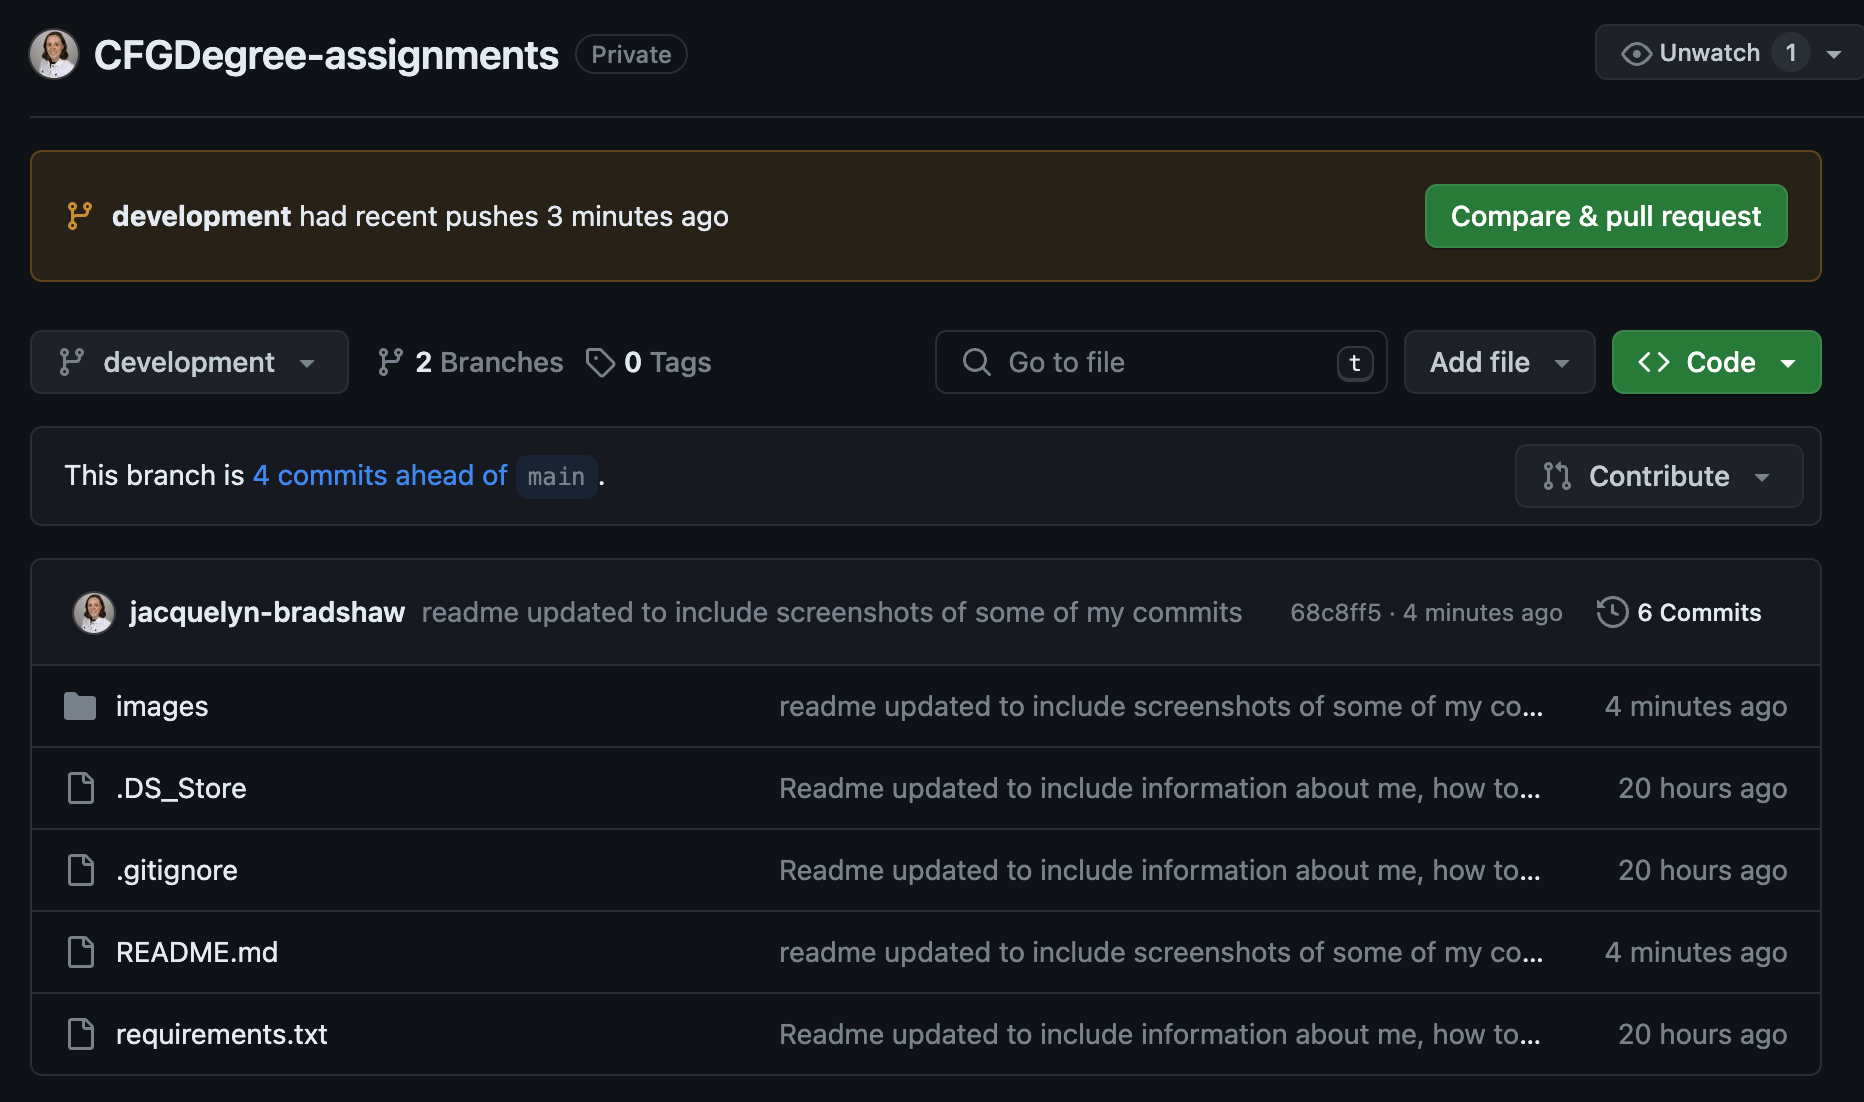 CFGDegree-assignments Private Unwatch 1
development had recent pushes 3 minutes ago Compare & pull request
development 2 Branches 0 Tags Go to file t Add file <> Code
This branch is 4 commits ahead of main . Contribute
jacquelyn-bradshaw readme updated to include screenshots of some of my commits 68c8ff5 · 4 minutes ago 6 Commits
images readme updated to include screenshots of some of my co... 4 minutes ago
.DS_Store Readme updated to include information about me, how to... 20 hours ago
.gitignore Readme updated to include information about me, how to... 20 hours ago
README.md readme updated to include screenshots of some of my co... 4 minutes ago
requirements.txt Readme updated to include information about me, how to... 20 hours ago